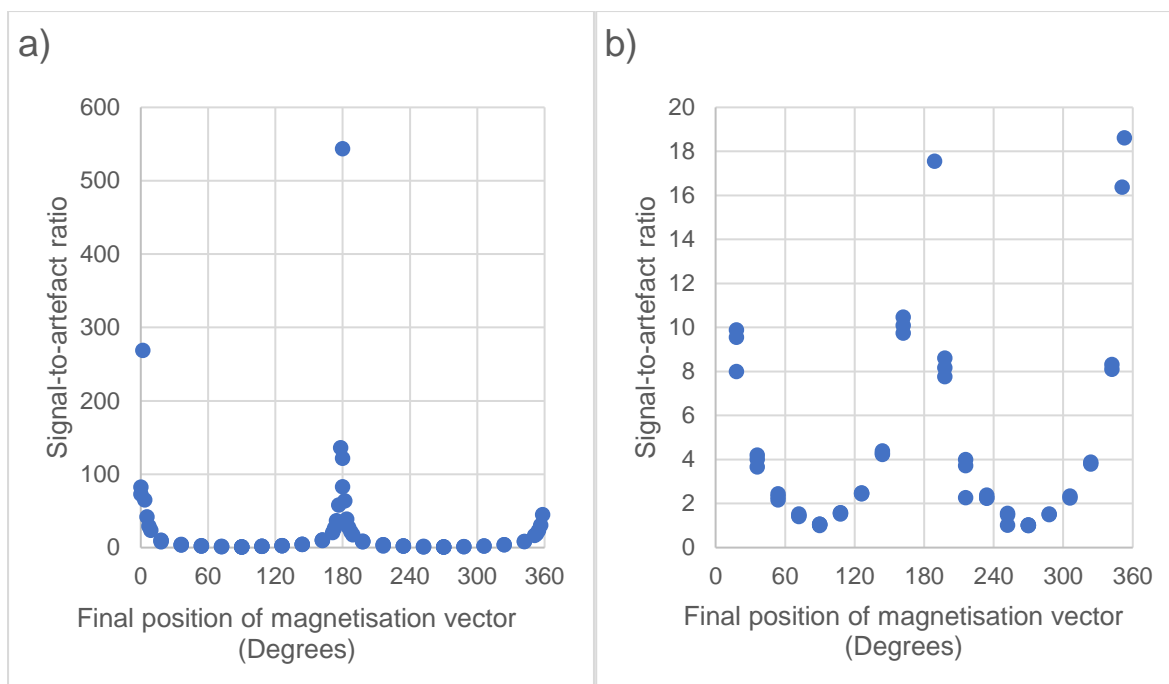 a)
600
500
400
300
200
100
0
0 60 120 180 240 300 360
Signal-to-artefact ratio
Final position of magnetisation vector
(Degrees)
b)
20
18
16
14
12
10
8
6
4
2
0
0 60 120 180 240 300 360
Signal-to-artefact ratio
Final position of magnetisation vector
(Degrees)